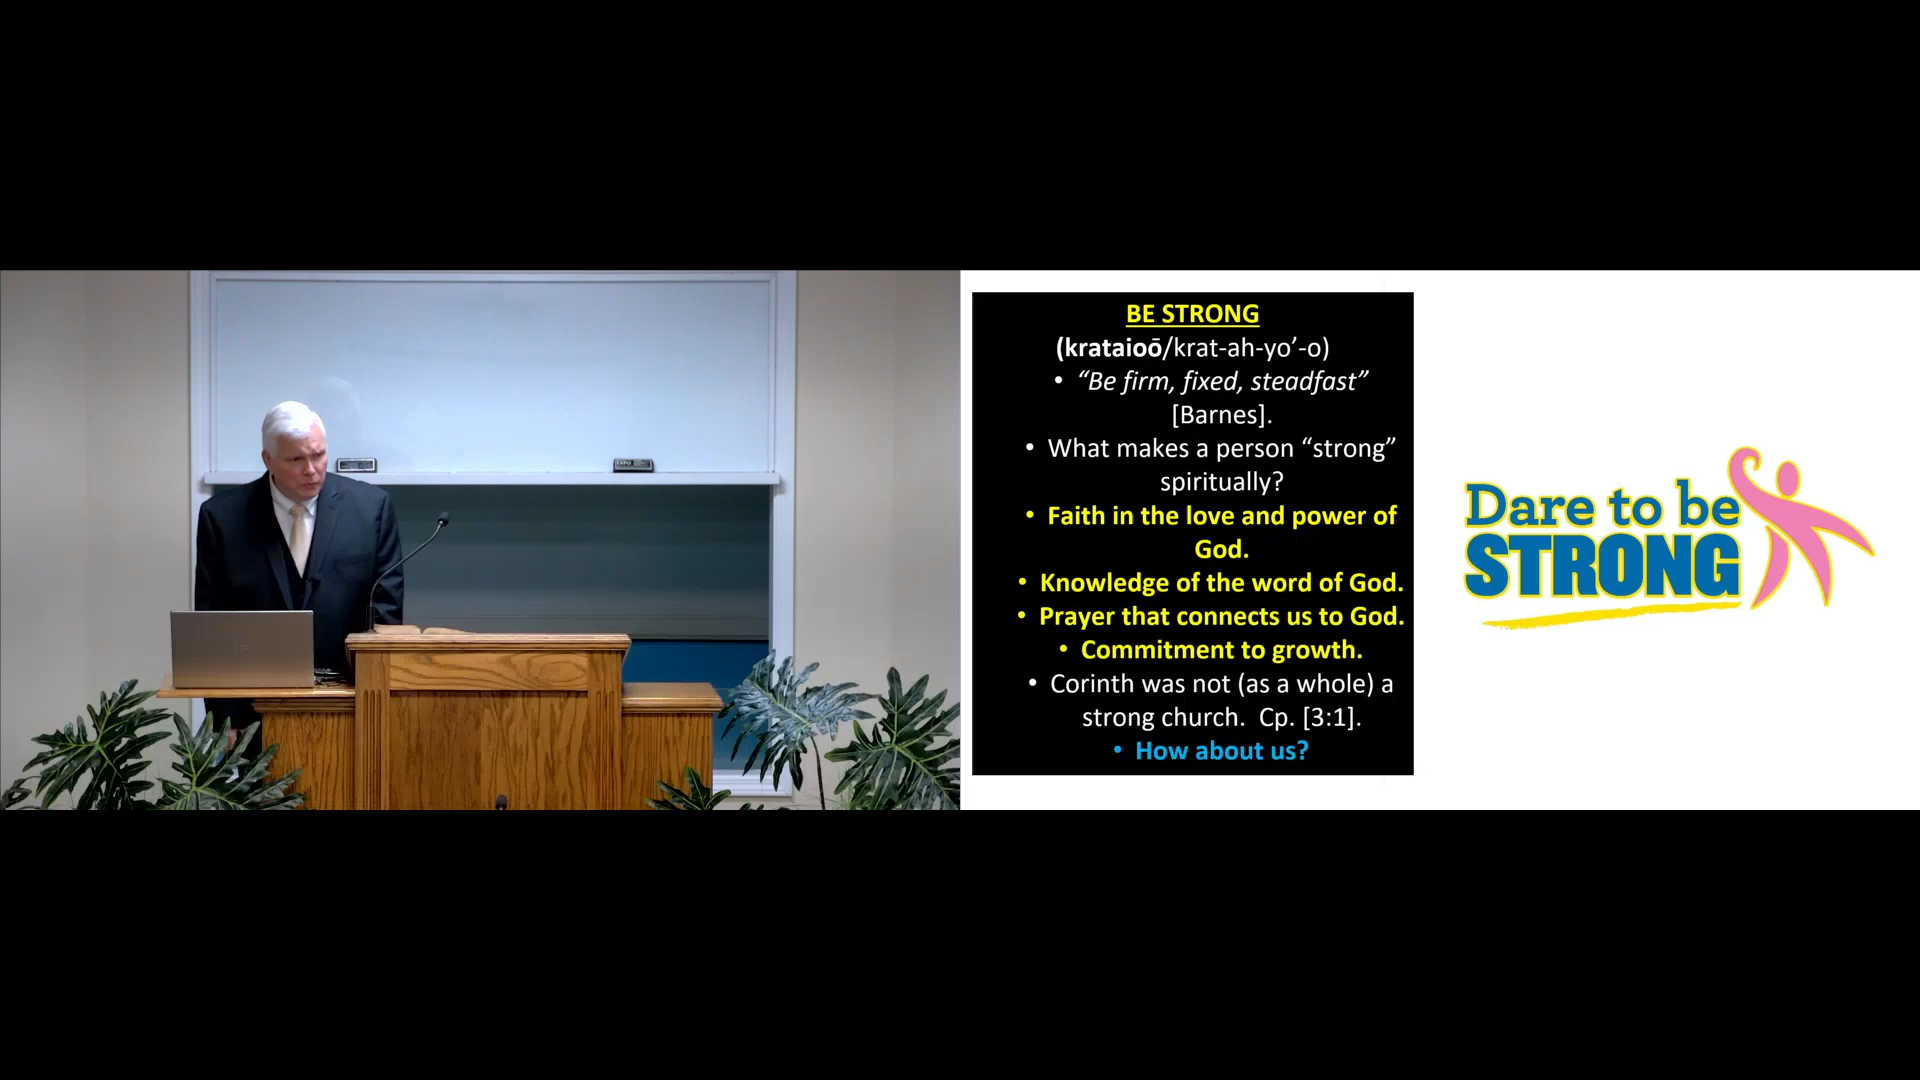 BE STRONG
(krataioō/krat-ah-yo’-o)
• “Be firm, fixed, steadfast”
[Barnes].
• What makes a person “strong”
spiritually?
• Faith in the love and power of
God.
• Knowledge of the word of God.
• Prayer that connects us to God.
• Commitment to growth.
• Corinth was not (as a whole) a
strong church. Cp. [3:1].
• How about us?
Dare to be
STRONG